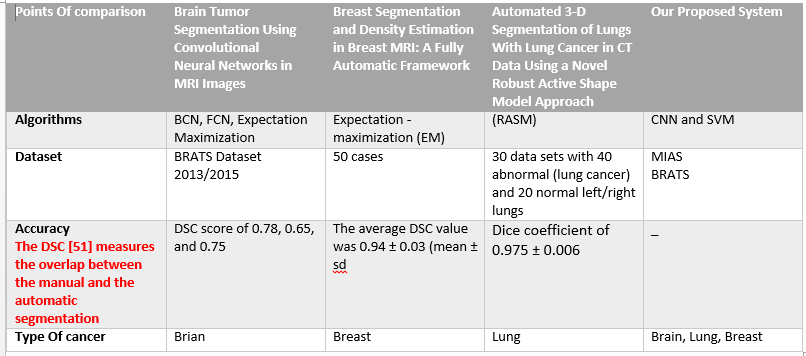 Points Of comparison
Brain Tumor
Segmentation Using
Convolutional
Neural Networks in
MRI Images
Breast Segmentation
and Density Estimation
in Breast MRI: A Fully
Automatic Framework
Automated 3-D
Segmentation of Lungs
With Lung Cancer in CT
Data Using a Novel
Robust Active Shape
Model Approach
Our Proposed System
Algorithms
BCN, FCN, Expectation
Maximization
Expectation -
maximization (EM)
(RASM)
CNN and SVM
Dataset
BRATS Dataset
2013/2015
50 cases
30 data sets with 40
abnormal (lung cancer)
and 20 normal left/right
lungs
MIAS
BRATS
Accuracy
The DSC [51] measures
the overlap between
the manual and the
automatic
segmentation
DSC score of 0.78, 0.65,
and 0.75
The average DSC value
was 0.94 ± 0.03 (mean ±
sd
Dice coefficient of
0.975 ± 0.006
_
Type Of cancer
Brian
Breast
Lung
Brain, Lung, Breast